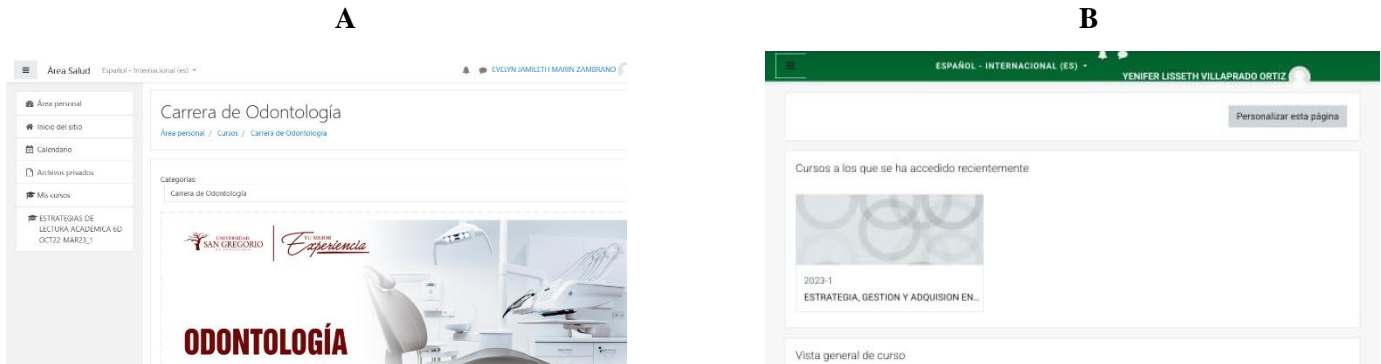 A
B
Área Salud Español - Internacional (es)
EVELYN JAMILETH MARIN ZAMBRANO
Área personal
Inicio del sitio
Calendario
Archivos privados
Mis cursos
ESTRATEGIAS DE
LECTURA ACADÉMICA 6D
OCT22 MAR23_1
Carrera de Odontología
Área personal / Cursos / Carrera de Odontología
Categorías:
Carrera de Odontología
UNIVERSIDAD
SAN GREGORIO
TU MEJOR
Experiencia
ODONTOLOGÍA
ESPAÑOL - INTERNACIONAL (ES)
YENIFER LISSETH VILLAPRADO ORTIZ
Personalizar esta página
Cursos a los que se ha accedido recientemente
2023-1
ESTRATEGIA, GESTION Y ADQUISION EN...
Vista general de curso